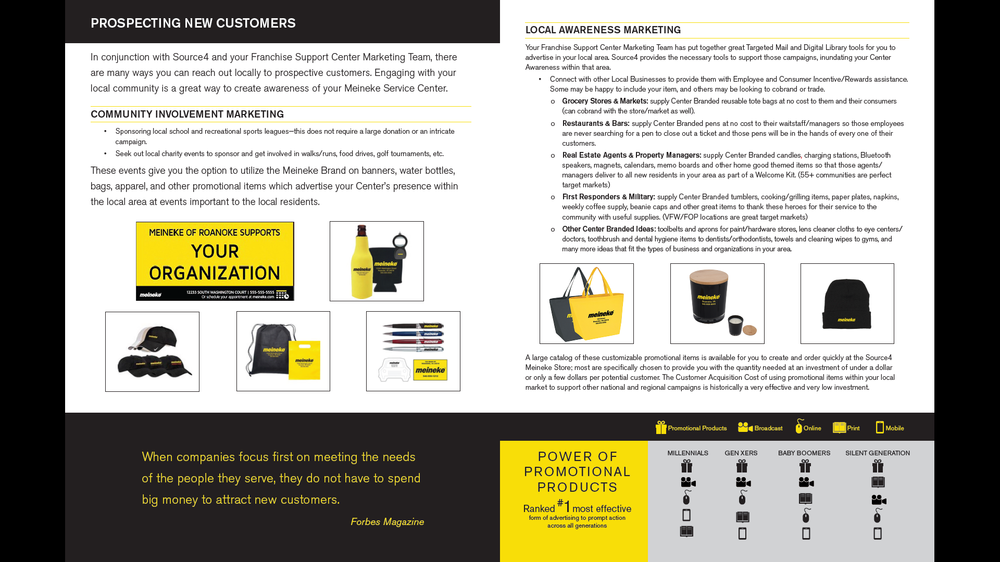 PROSPECTING NEW CUSTOMERS
In conjunction with Source4 and your Franchise Support Center Marketing Team, there
are many ways you can reach out locally to prospective customers. Engaging with your
local community is a great way to create awareness of your Meineke Service Center.
COMMUNITY INVOLVEMENT MARKETING
• Sponsoring local school and recreational sports leagues—this does not require a large donation or an intricate
campaign.
• Seek out local charity events to sponsor and get involved in walks/runs, food drives, golf tournaments, etc.
These events give you the option to utilize the Meineke Brand on banners, water bottles,
bags, apparel, and other promotional items which advertise your Center's presence within
the local area at events important to the local residents.
MEINEKE OF ROANOKE SUPPORTS
YOUR
ORGANIZATION
meineke
12233 SOUTH WASHINGTON COURT | 555-555-5555
Or schedule your appointment at meineke.com
meineke
meineke
meineke
meineke
meineke
meineke
meineke
meineke
meineke
meineke
540-555-1212
LOCAL AWARENESS MARKETING
Your Franchise Support Center Marketing Team has put together great Targeted Mail and Digital Library tools for you to
advertise in your local area. Source4 provides the necessary tools to support those campaigns, inundating your Center
Awareness within that area.
• Connect with other Local Businesses to provide them with Employee and Consumer Incentive/Rewards assistance.
Some may be happy to include your item, and others may be looking to cobrand or trade.
o Grocery Stores & Markets: supply Center Branded reusable tote bags at no cost to them and their consumers
(can cobrand with the store/market as well).
o Restaurants & Bars: supply Center Branded pens at no cost to their waitstaff/managers so those employees
are never searching for a pen to close out a ticket and those pens will be in the hands of every one of their
customers.
o Real Estate Agents & Property Managers: supply Center Branded candles, charging stations, Bluetooth
speakers, magnets, calendars, memo boards and other home good themed items so that those agents/
managers deliver to all new residents in your area as part of a Welcome Kit. (55+ communities are perfect
target markets)
o First Responders & Military: supply Center Branded tumblers, cooking/grilling items, paper plates, napkins,
weekly coffee supply, beanie caps and other great items to thank these heroes for their service to the
community with useful supplies. (VFW/FOP locations are great target markets)
o Other Center Branded Ideas: toolbelts and aprons for paint/hardware stores, lens cleaner cloths to eye centers/
doctors, toothbrush and dental hygiene items to dentists/orthodontists, towels and cleaning wipes to gyms, and
many more ideas that fit the types of business and organizations in your area.
meineke
meineke
Roanoke, VA
meineke
A large catalog of these customizable promotional items is available for you to create and order quickly at the Source4
Meineke Store; most are specifically chosen to provide you with the quantity needed at an investment of under a dollar
or only a few dollars per potential customer. The Customer Acquisition Cost of using promotional items within your local
market to support other national and regional campaigns is historically a very effective and very low investment.
When companies focus first on meeting the needs
of the people they serve, they do not have to spend
big money to attract new customers.
Forbes Magazine
Promotional Products Broadcast Online Print Mobile
POWER OF
PROMOTIONAL
PRODUCTS
Ranked #1 most effective
form of advertising to prompt action
across all generations
MILLENNIALS GEN XERS BABY BOOMERS SILENT GENERATION